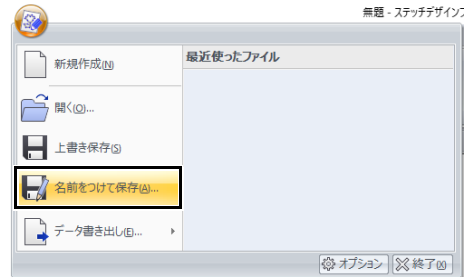 無題 - ステッチデザイン
新規作成(N)
最近使ったファイル
開く(O)...
上書き保存(S)
名前をつけて保存(A)...
データ書き出し(E)...
オプション
終了(X)